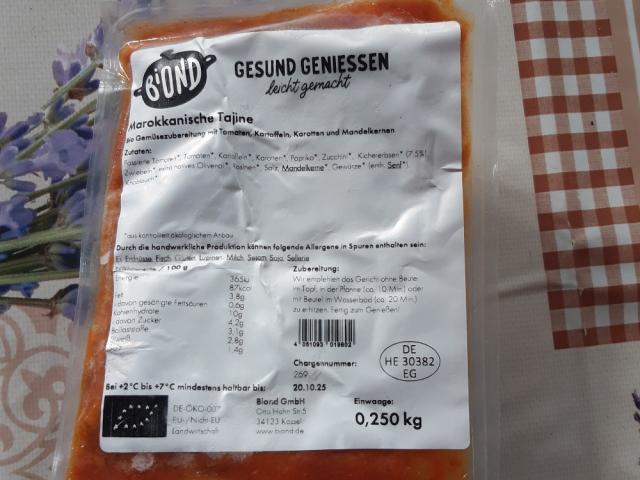 BiOND
GESUND GENIESSEN
leicht gemacht
Marokkanische Tajine
Bio Gemüsezubereitung mit Tomaten, Kartoffeln, Karotten und Mandelkernen
Zutaten:
Passierte Tomaten*, Tomaten*, Kartoffeln*, Karotten*, Paprika*, Zucchini*, Kichererbsen* (7,5%)
Zwiebeln*, natives Olivenöl*, Rosinen*, Salz, Mandelkerne*, Gewürze* (enth. Senf*)
Knoblauch*
*aus kontrolliert ökologischem Anbau
Durch die handwerkliche Produktion können folgende Allergene in Spuren enthalten sein:
Ei, Erdnüsse, Fisch, Gluten, Lupinen, Milch, Sesam, Soja, Sellerie
/ 100 g
Energie 365kJ
87kcal
Fett 3,8g
davon gesättigte Fettsäuren 0,6g
Kohlenhydrate 10g
davon Zucker 4,2g
Ballaststoffe 3,1g
Eiweiß 2,8g
1,4g
Zubereitung:
Wir empfehlen das Gericht ohne Beutel
im Topf, in der Pfanne (ca. 10 Min.) oder
mit Beutel im Wasserbad (ca. 20 Min.)
zu erhitzen. Fertig zum Genießen!
4 251093 019802
Chargennummer:
269
DE
HE 30382
EG
Bei +2°C bis +7°C mindestens haltbar bis: 20.10.25
DE-ÖKO-007
EU-/Nicht-EU
Landwirtschaft
Biond GmbH
Otto Hahn Str.5
34123 Kassel
www.biond.de
Einwaage:
0,250 kg